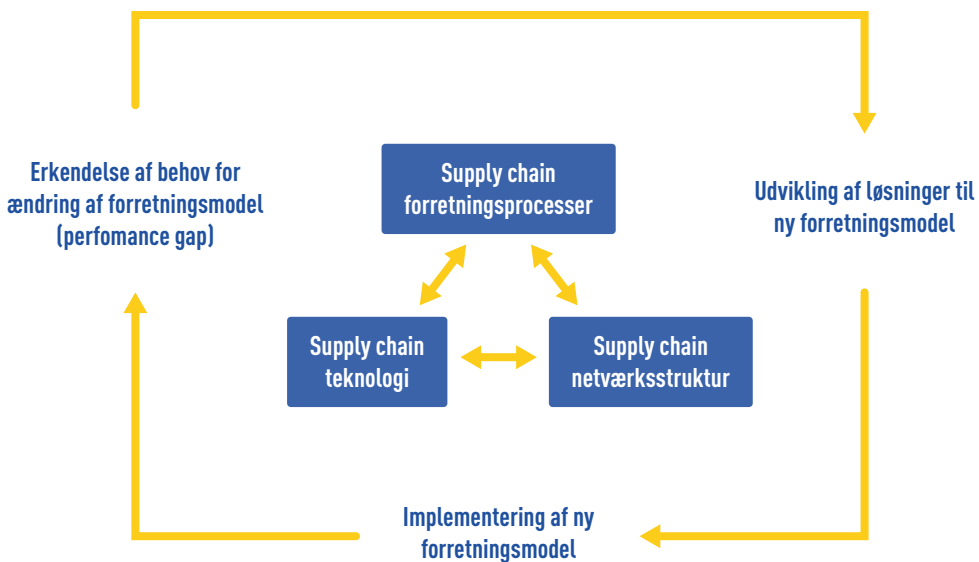 Erkendelse af behov for
ændring af forretningsmodel
(perfomance gap)
Supply chain
forretningsprocesser
Udvikling af løsninger til
ny forretningsmodel
Supply chain
teknologi
Supply chain
netværksstruktur
Implementering af ny
forretningsmodel